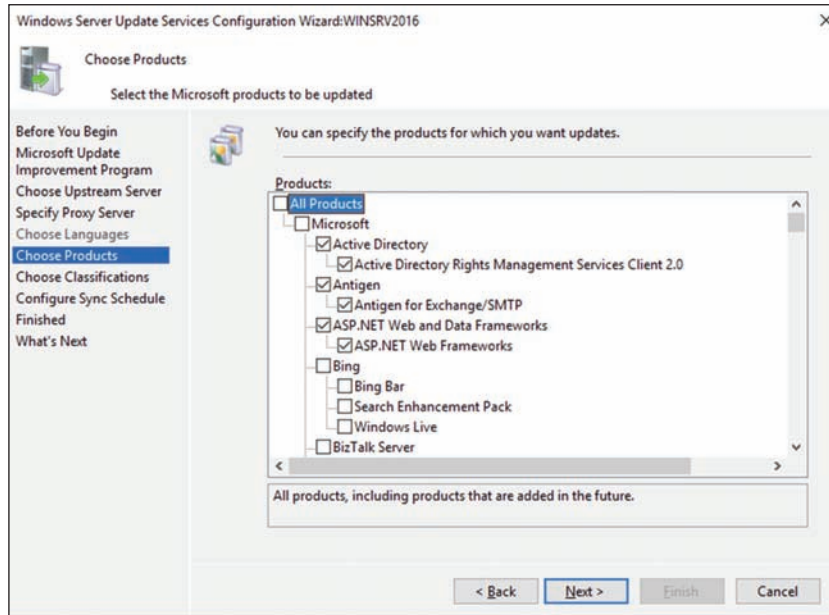 Windows Server Update Services Configuration Wizard:WINSRV2016
Choose Products
Select the Microsoft products to be updated
Before You Begin
Microsoft Update
Improvement Program
Choose Upstream Server
Specify Proxy Server
Choose Languages
Choose Products
Choose Classifications
Configure Sync Schedule
Finished
What's Next
You can specify the products for which you want updates.
Products:
All Products
Microsoft
Active Directory
Active Directory Rights Management Services Client 2.0
Antigen
Antigen for Exchange/SMTP
ASP.NET Web and Data Frameworks
ASP.NET Web Frameworks
Bing
Bing Bar
Search Enhancement Pack
Windows Live
BizTalk Server
All products, including products that are added in the future.
< Back
Next >
Finish
Cancel